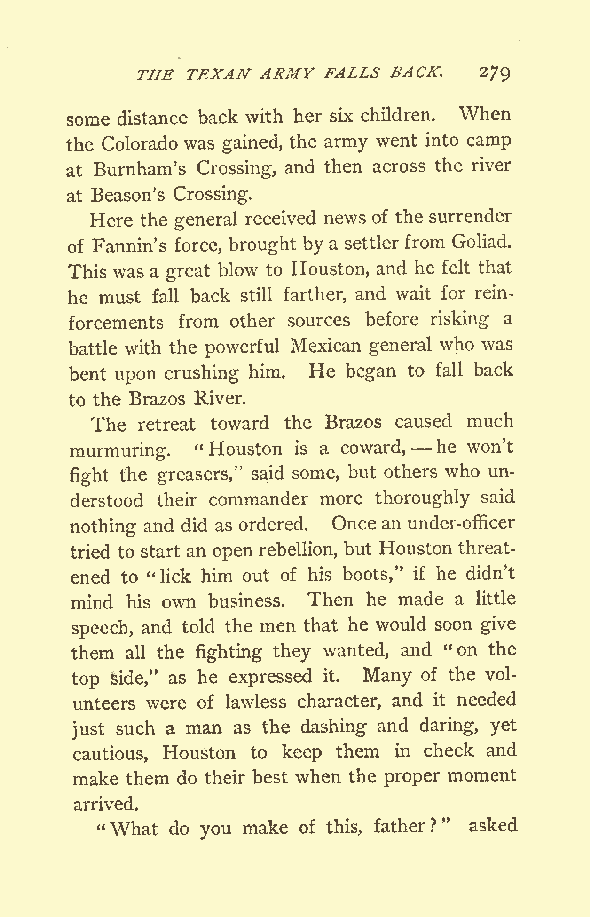 THE TEXAN ARMY FALLS BACK. 279
some distance back with her six children. When
the Colorado was gained, the army went into camp
at Burnham's Crossing, and then across the river
at Beason's Crossing.
Here the general received news of the surrender
of Fannin's force, brought by a settler from Goliad.
This was a great blow to Houston, and he felt that
he must fall back still farther, and wait for rein-
forcements from other sources before risking a
battle with the powerful Mexican general who was
bent upon crushing him. He began to fall back
to the Brazos River.
The retreat toward the Brazos caused much
murmuring. "Houston is a coward, — he won't
fight the greasers," said some, but others who un-
derstood their commander more thoroughly said
nothing and did as ordered. Once an under-officer
tried to start an open rebellion, but Houston threat-
ened to "lick him out of his boots," if he didn't
mind his own business. Then he made a little
speech, and told the men that he would soon give
them all the fighting they wanted, and "on the
top side," as he expressed it. Many of the vol-
unteers were of lawless character, and it needed
just such a man as the dashing and daring, yet
cautious, Houston to keep them in check and
make them do their best when the proper moment
arrived.
"What do you make of this, father?" asked